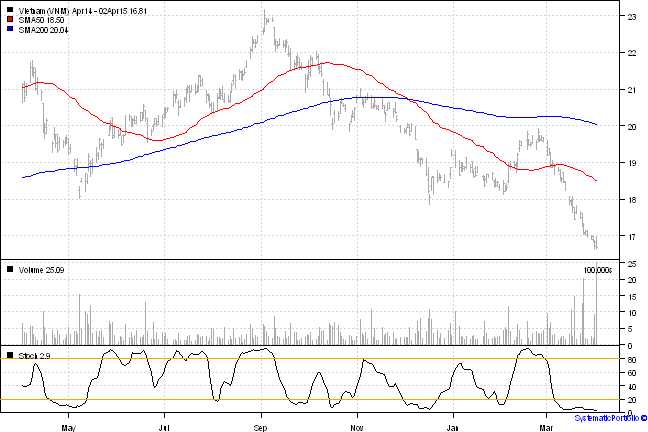 Vietnam (VNM) Apr14 - 02Apr15 16.81
SMA50 18.50
SMA200 20.04
23
22
21
20
19
18
17
Volume 25.09
100,000s
25
20
15
10
5
0
Stoch 2.9
80
60
40
20
0
May Jul Sep Nov Jan Mar
SystematicPortfolio ©